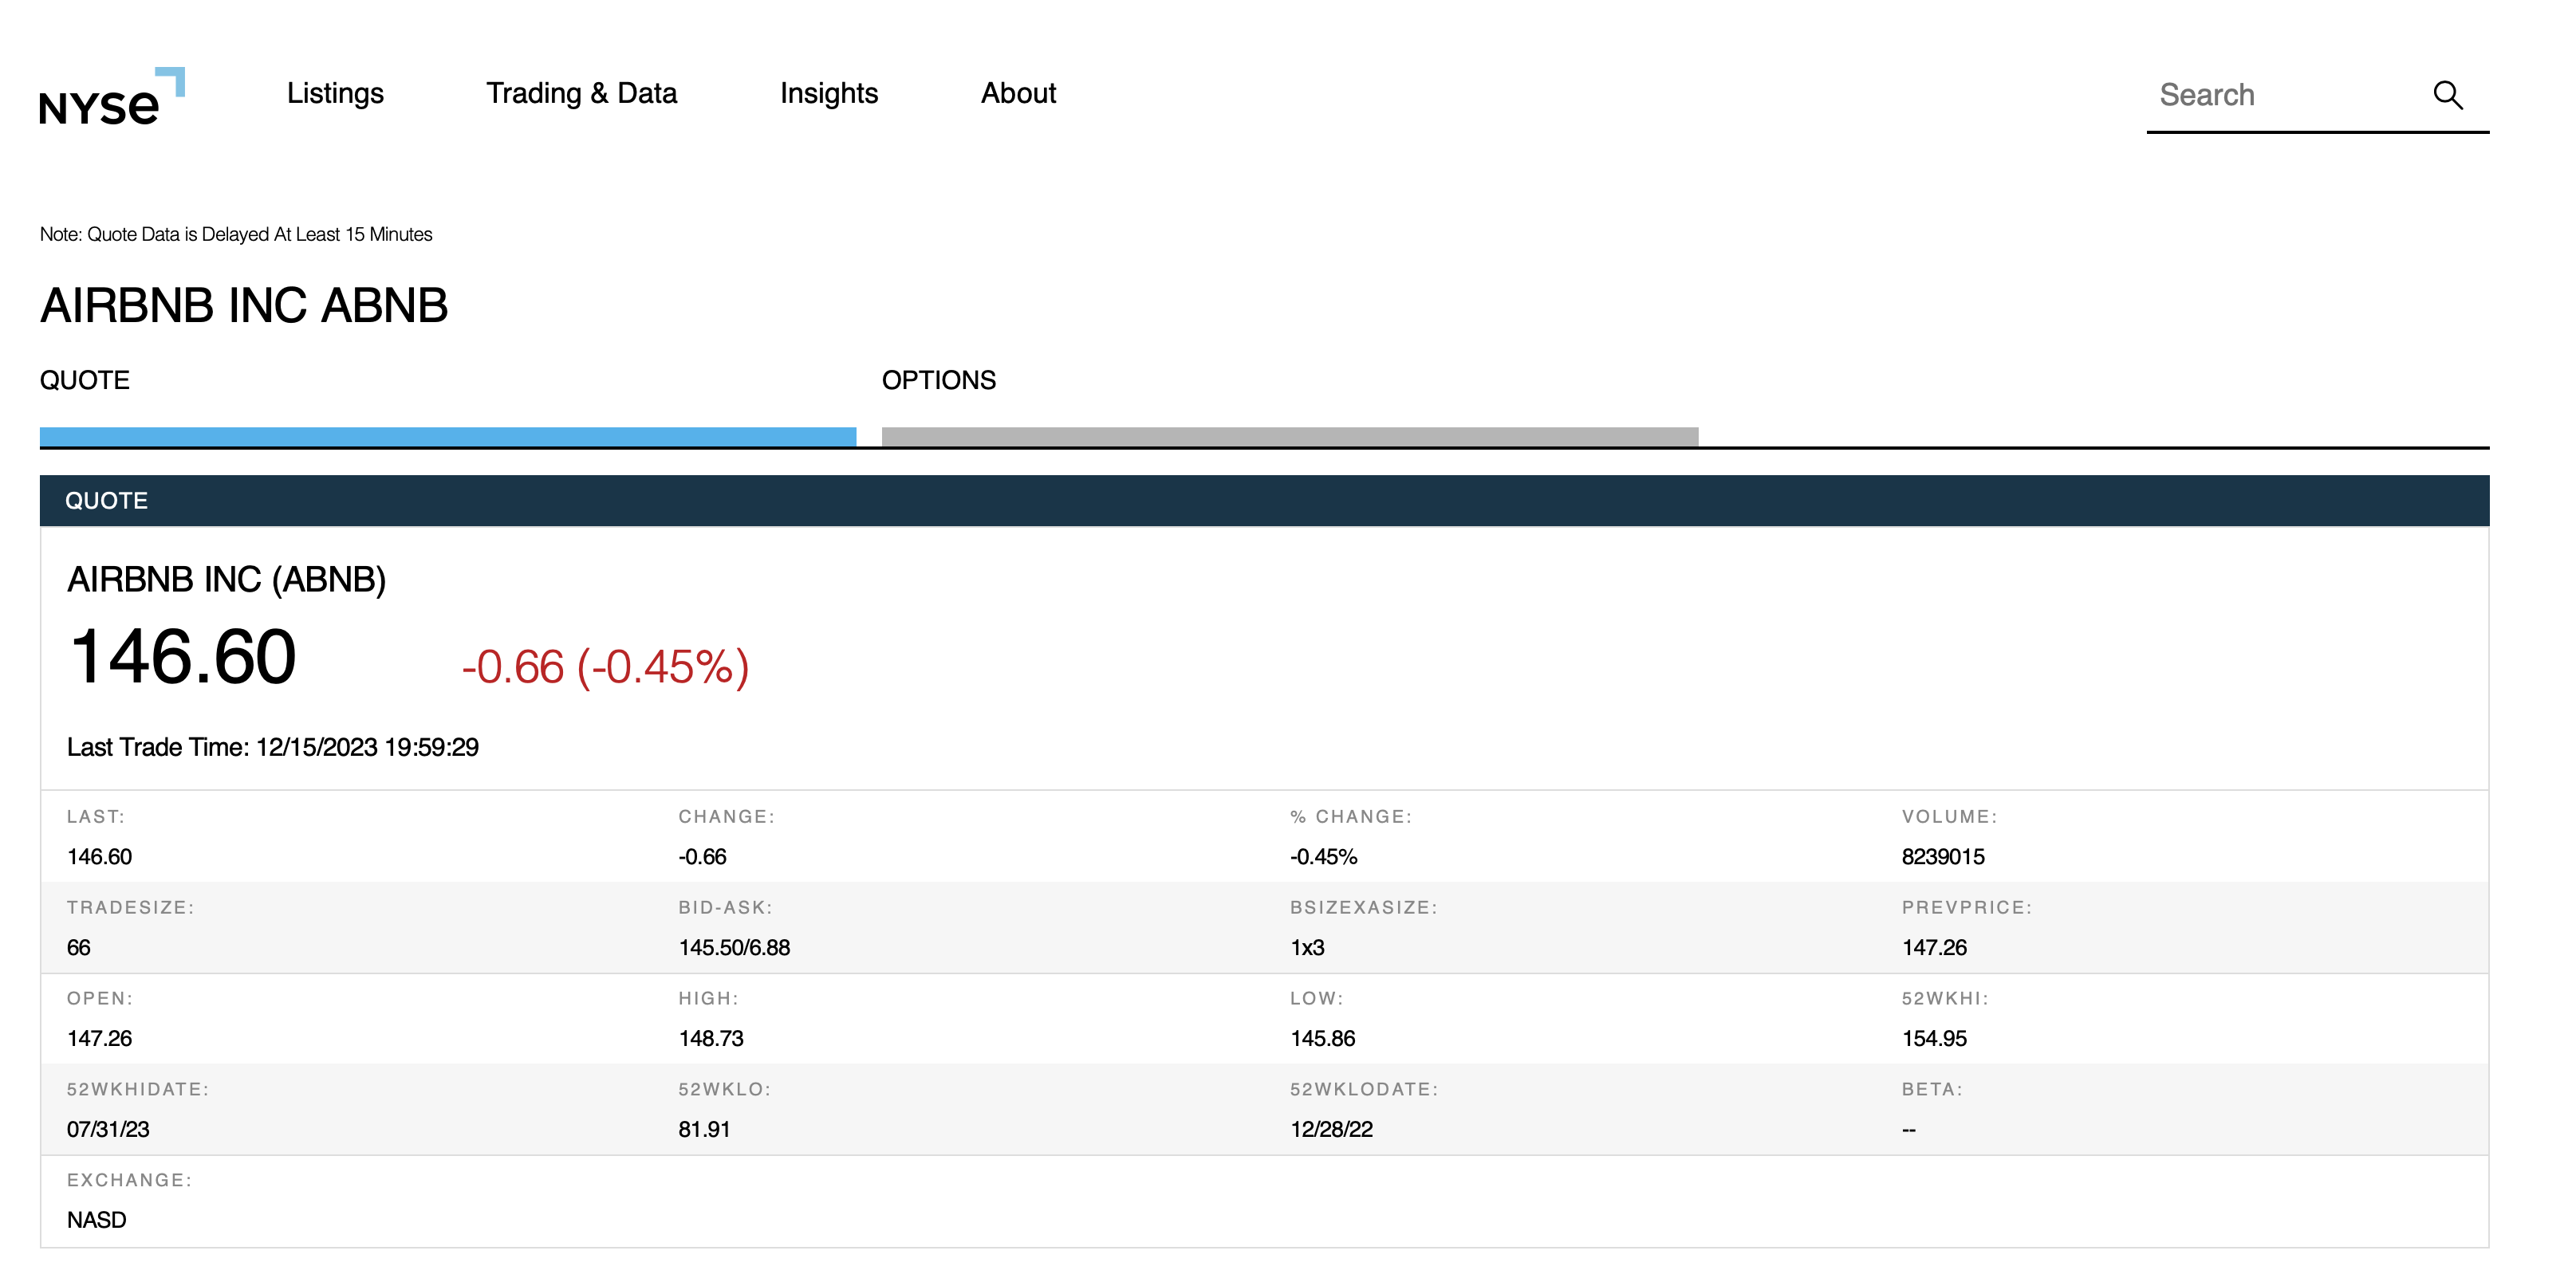 NYSE Listings Trading & Data Insights About Search
Note: Quote Data is Delayed At Least 15 Minutes
AIRBNB INC ABNB
QUOTE OPTIONS
QUOTE
AIRBNB INC (ABNB)
146.60 -0.66 (-0.45%)
Last Trade Time: 12/15/2023 19:59:29
LAST: CHANGE: % CHANGE: VOLUME:
146.60 -0.66 -0.45% 8239015
TRADESIZE: BID-ASK: BSIZEXASIZE: PREVPRICE:
66 145.50/6.88 1x3 147.26
OPEN: HIGH: LOW: 52WKHI:
147.26 148.73 145.86 154.95
52WKHIDATE: 52WKLO: 52WKLODATE: BETA:
07/31/23 81.91 12/28/22 --
EXCHANGE:
NASD